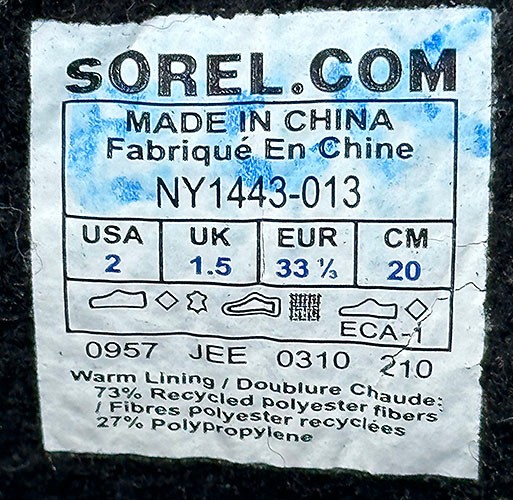 SOREL.COM
MADE IN CHINA
Fabriqué En Chine
NY1443-013
USA UK EUR CM
2 1.5 33 ⅓ 20
ECA-1
0957 JEE 0310 210
Warm Lining / Doublure Chaude:
73% Recycled polyester fibers
/ Fibres polyester recyclées
27% Polypropylene